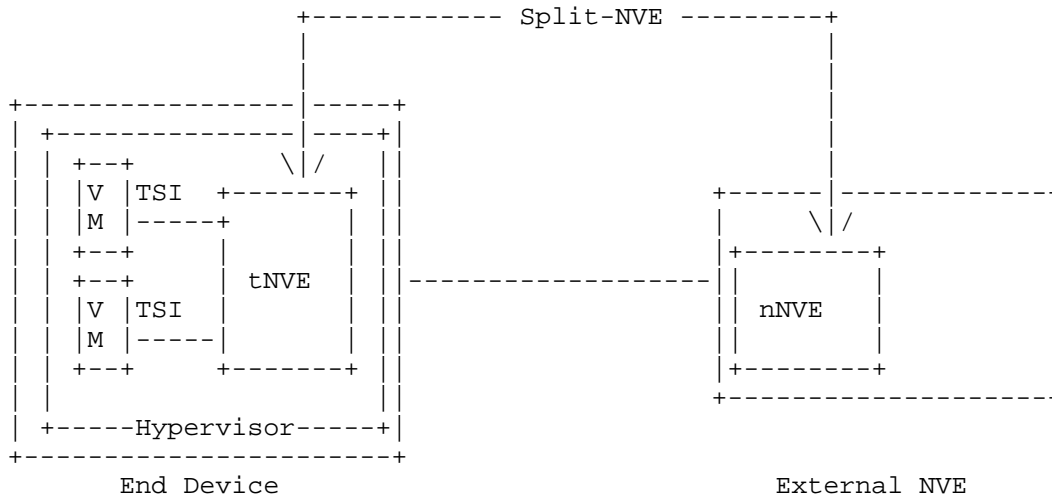 Split-NVE
V TSI
M
tNVE
V TSI
M
nNVE
Hypervisor
End Device External NVE